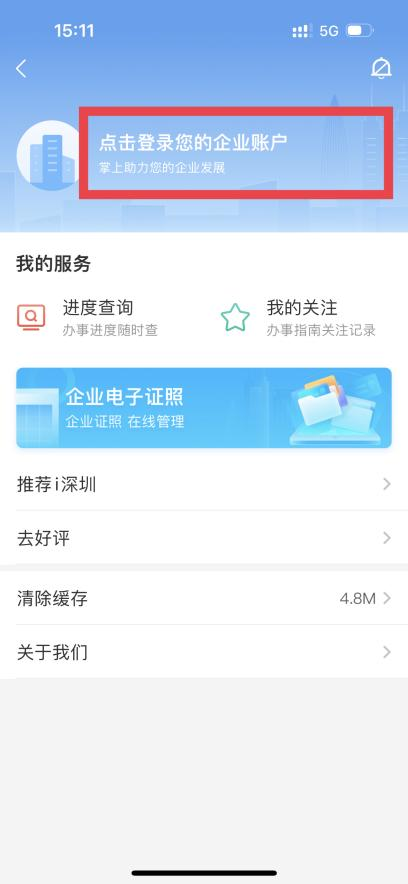 15:11
5G
点击登录您的企业账户
掌上助力您的企业发展
我的服务
进度查询
办事进度随时查
我的关注
办事指南关注记录
企业电子证照
企业证照 在线管理
推荐i深圳
去好评
清除缓存
4.8M
关于我们